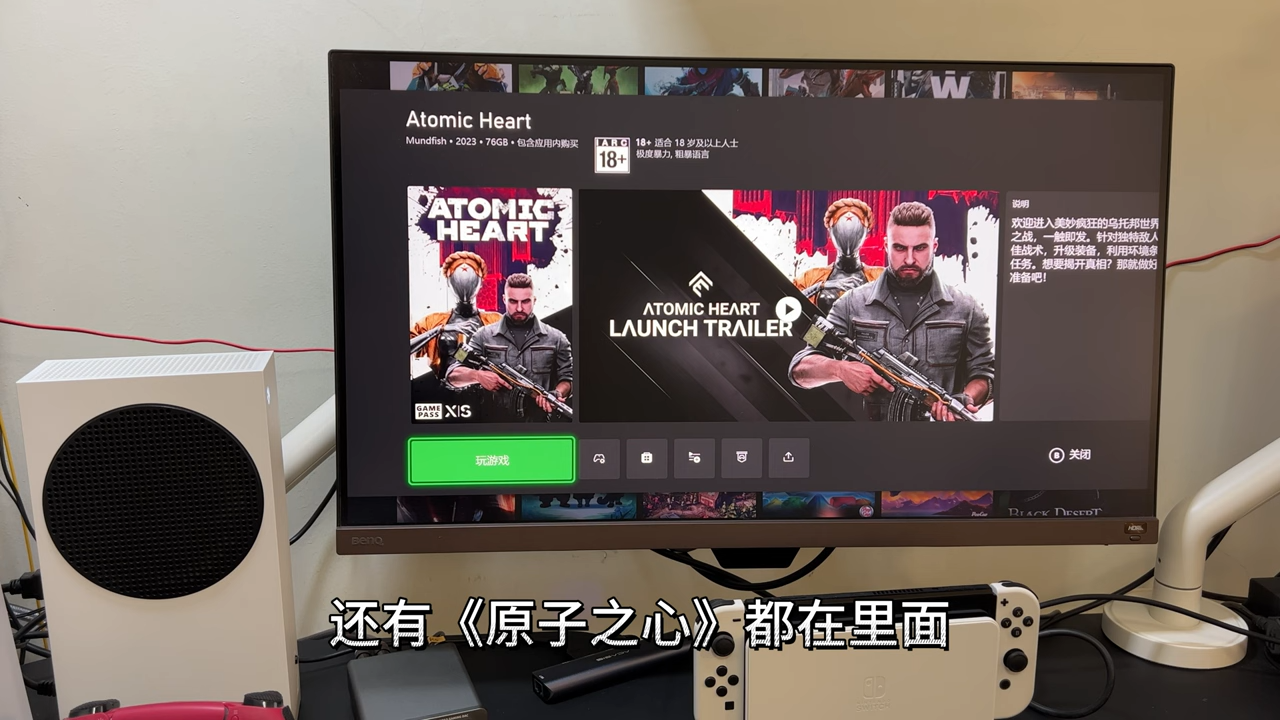 W
Atomic Heart
Mundfish • 2023 • 76GB • 包含应用内购买
IARC
18+
18+ 适合 18 岁及以上人士
极度暴力, 粗暴语言
ATOMIC
HEART
GAME
PASS
X|S
ATOMIC HEART
LAUNCH TRAILER
说明
欢迎进入美妙疯狂的乌托邦世界
之战，一触即发。针对独特敌人
佳战术，升级装备，利用环境条
任务。想要揭开真相？那就做好
准备吧！
玩游戏
B 关闭
BLACK DESERT
BenQ
还有《原子之心》都在里面
SWITCH